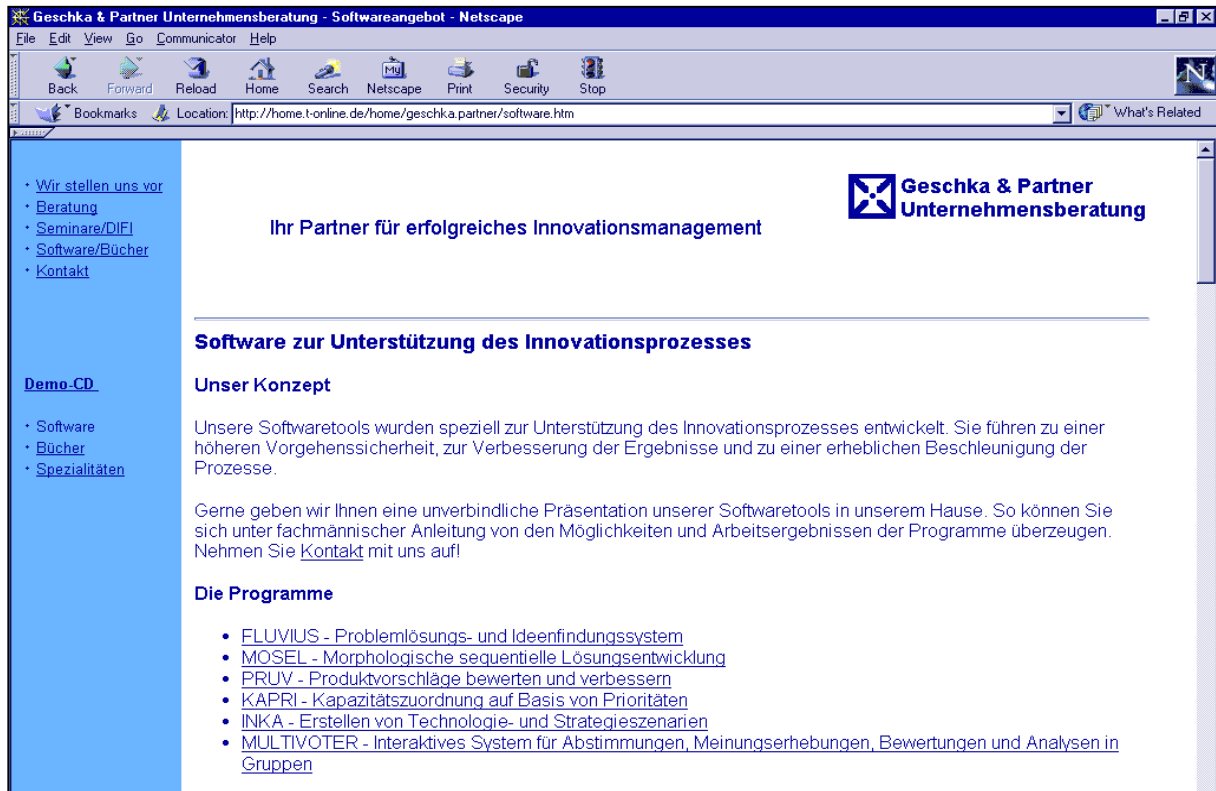 Geschka & Partner Unternehmensberatung - Softwareangebot - Netscape
File Edit View Go Communicator Help
Back Forward Reload Home Search Netscape Print Security Stop
My
N
Bookmarks Location: http://home.t-online.de/home/geschka.partner/software.htm What's Related
Wir stellen uns vor
Beratung
Seminare/DIFI
Software/Bücher
Kontakt
Demo-CD
Software
Bücher
Spezialitäten
Ihr Partner für erfolgreiches Innovationsmanagement
Geschka & Partner
Unternehmensberatung
Software zur Unterstützung des Innovationsprozesses
Unser Konzept
Unsere Softwaretools wurden speziell zur Unterstützung des Innovationsprozesses entwickelt. Sie führen zu einer
höheren Vorgehenssicherheit, zur Verbesserung der Ergebnisse und zu einer erheblichen Beschleunigung der
Prozesse.
Gerne geben wir Ihnen eine unverbindliche Präsentation unserer Softwaretools in unserem Hause. So können Sie
sich unter fachmännischer Anleitung von den Möglichkeiten und Arbeitsergebnissen der Programme überzeugen.
Nehmen Sie Kontakt mit uns auf!
Die Programme
• FLUVIUS - Problemlösungs- und Ideenfindungssystem
• MOSEL - Morphologische sequentielle Lösungsentwicklung
• PRUV - Produktvorschläge bewerten und verbessern
• KAPRI - Kapazitätszuordnung auf Basis von Prioritäten
• INKA - Erstellen von Technologie- und Strategieszenarien
• MULTIVOTER - Interaktives System für Abstimmungen, Meinungserhebungen, Bewertungen und Analysen in
Gruppen